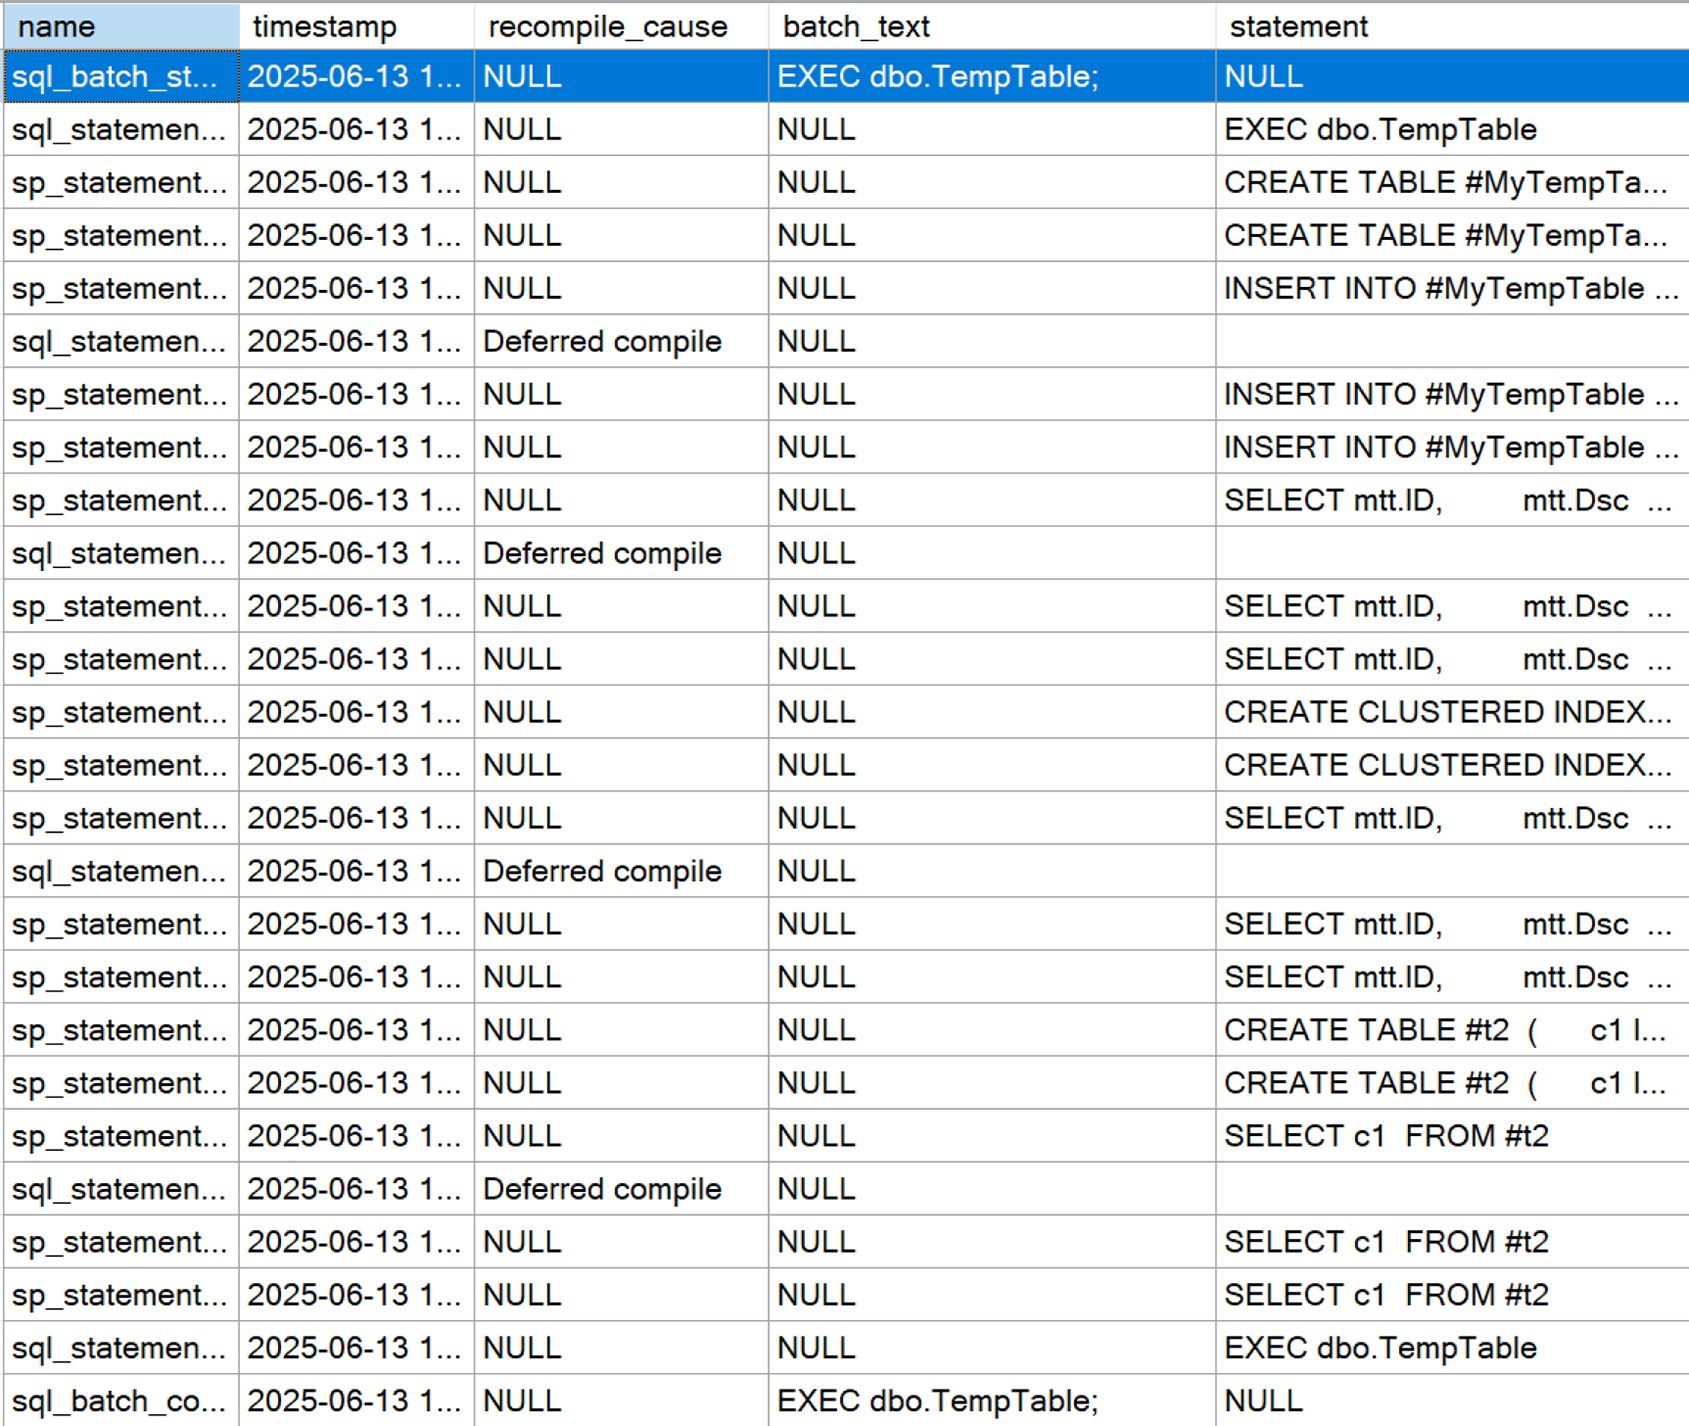 name timestamp recompile_cause batch_text statement
sql_batch_st... 2025-06-13 1... NULL EXEC dbo.TempTable; NULL
sql_statemen... 2025-06-13 1... NULL NULL EXEC dbo.TempTable
sp_statement... 2025-06-13 1... NULL NULL CREATE TABLE #MyTempTa...
sp_statement... 2025-06-13 1... NULL NULL CREATE TABLE #MyTempTa...
sp_statement... 2025-06-13 1... NULL NULL INSERT INTO #MyTempTable ...
sql_statemen... 2025-06-13 1... Deferred compile NULL
sp_statement... 2025-06-13 1... NULL NULL INSERT INTO #MyTempTable ...
sp_statement... 2025-06-13 1... NULL NULL INSERT INTO #MyTempTable ...
sp_statement... 2025-06-13 1... NULL NULL SELECT mtt.ID, mtt.Dsc ...
sql_statemen... 2025-06-13 1... Deferred compile NULL
sp_statement... 2025-06-13 1... NULL NULL SELECT mtt.ID, mtt.Dsc ...
sp_statement... 2025-06-13 1... NULL NULL SELECT mtt.ID, mtt.Dsc ...
sp_statement... 2025-06-13 1... NULL NULL CREATE CLUSTERED INDEX...
sp_statement... 2025-06-13 1... NULL NULL CREATE CLUSTERED INDEX...
sp_statement... 2025-06-13 1... NULL NULL SELECT mtt.ID, mtt.Dsc ...
sql_statemen... 2025-06-13 1... Deferred compile NULL
sp_statement... 2025-06-13 1... NULL NULL SELECT mtt.ID, mtt.Dsc ...
sp_statement... 2025-06-13 1... NULL NULL SELECT mtt.ID, mtt.Dsc ...
sp_statement... 2025-06-13 1... NULL NULL CREATE TABLE #t2 ( c1 I...
sp_statement... 2025-06-13 1... NULL NULL CREATE TABLE #t2 ( c1 I...
sp_statement... 2025-06-13 1... NULL NULL SELECT c1 FROM #t2
sql_statemen... 2025-06-13 1... Deferred compile NULL
sp_statement... 2025-06-13 1... NULL NULL SELECT c1 FROM #t2
sp_statement... 2025-06-13 1... NULL NULL SELECT c1 FROM #t2
sql_statemen... 2025-06-13 1... NULL NULL EXEC dbo.TempTable
sql_batch_co... 2025-06-13 1... NULL EXEC dbo.TempTable; NULL